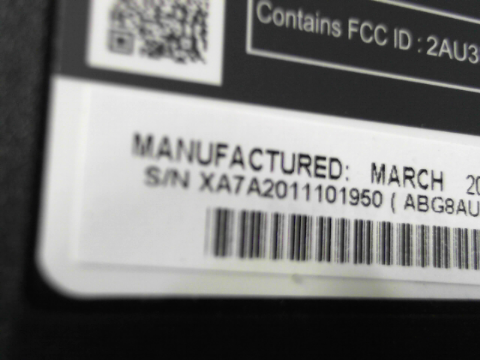 Contains FCC ID : 2AU3
MANUFACTURED: MARCH 20
S/N XA7A2011101950 ( ABG8AU